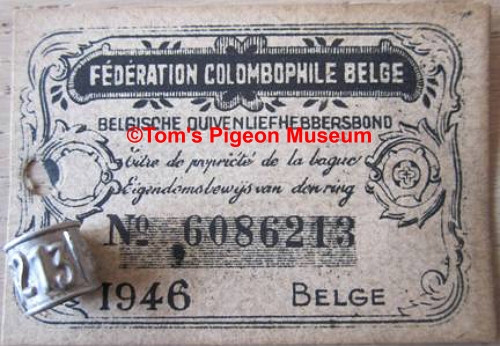 FÉDÉRATION COLOMBOPHILE BELGE
BELGISCHE DUIVENLIEFHEBBERSBOND
©Tom's Pigeon Museum
Titre de propriété de la bague
Eigendomsbewijs van den ring
Nº 6086213
213
1946 BELGE